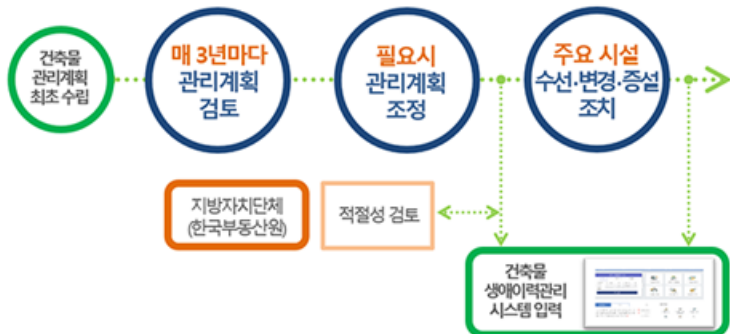 건축물
관리계획
최초 수립
매 3년마다
관리계획
검토
필요시
관리계획
조정
주요 시설
수선·변경·증설
조치
지방자치단체
(한국부동산원)
적절성 검토
건축물
생애이력관리
시스템 입력